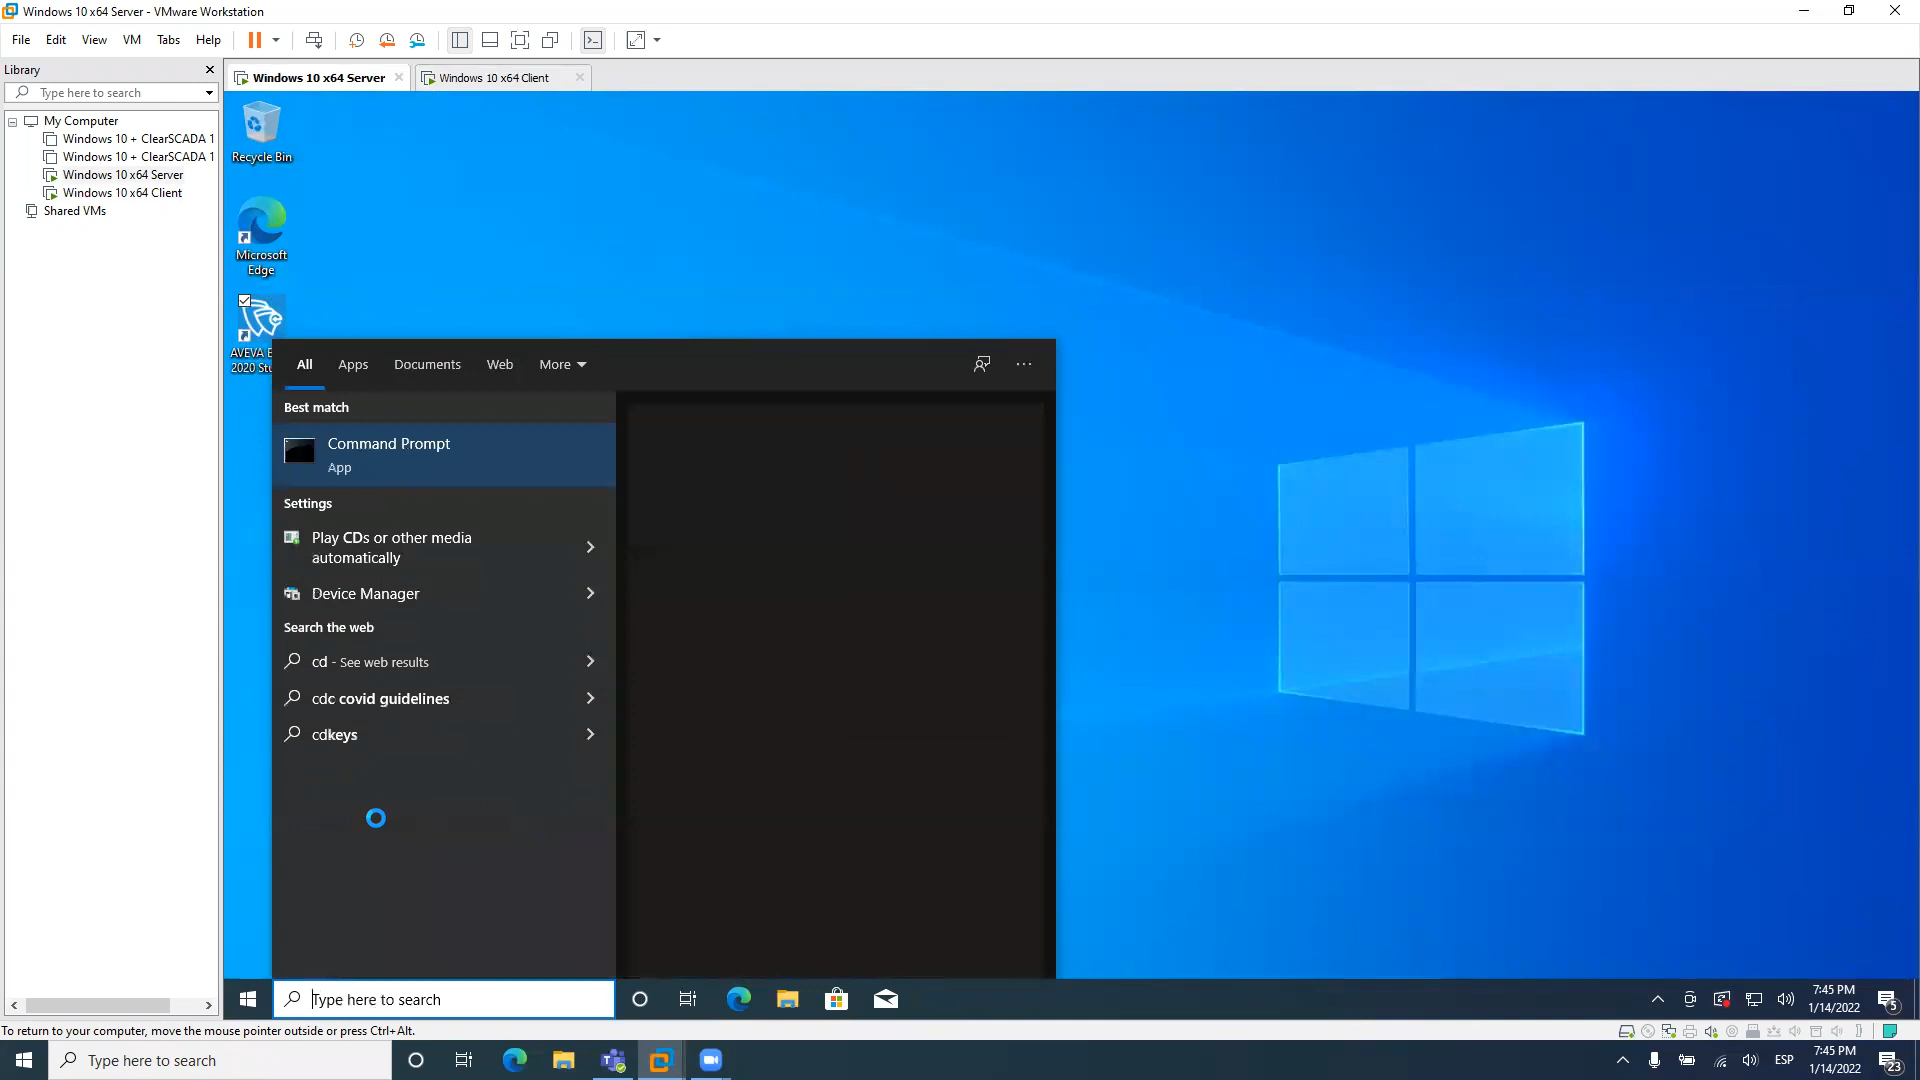 Windows 10 x64 Server - VMware Workstation
File Edit View VM Tabs Help
Library
Type here to search
My Computer
Windows 10 + ClearSCADA 1
Windows 10 + ClearSCADA 1
Windows 10 x64 Server
Windows 10 x64 Client
Shared VMs
Windows 10 x64 Server
Windows 10 x64 Client
Recycle Bin
Microsoft
Edge
AVEVA E
2020 Stu
All Apps Documents Web More
Best match
Command Prompt
App
Settings
Play CDs or other media
automatically
Device Manager
Search the web
cd - See web results
cdc covid guidelines
cdkeys
Type here to search
7:45 PM
1/14/2022
5
To return to your computer, move the mouse pointer outside or press Ctrl+Alt.
Type here to search
ESP
7:45 PM
1/14/2022
23